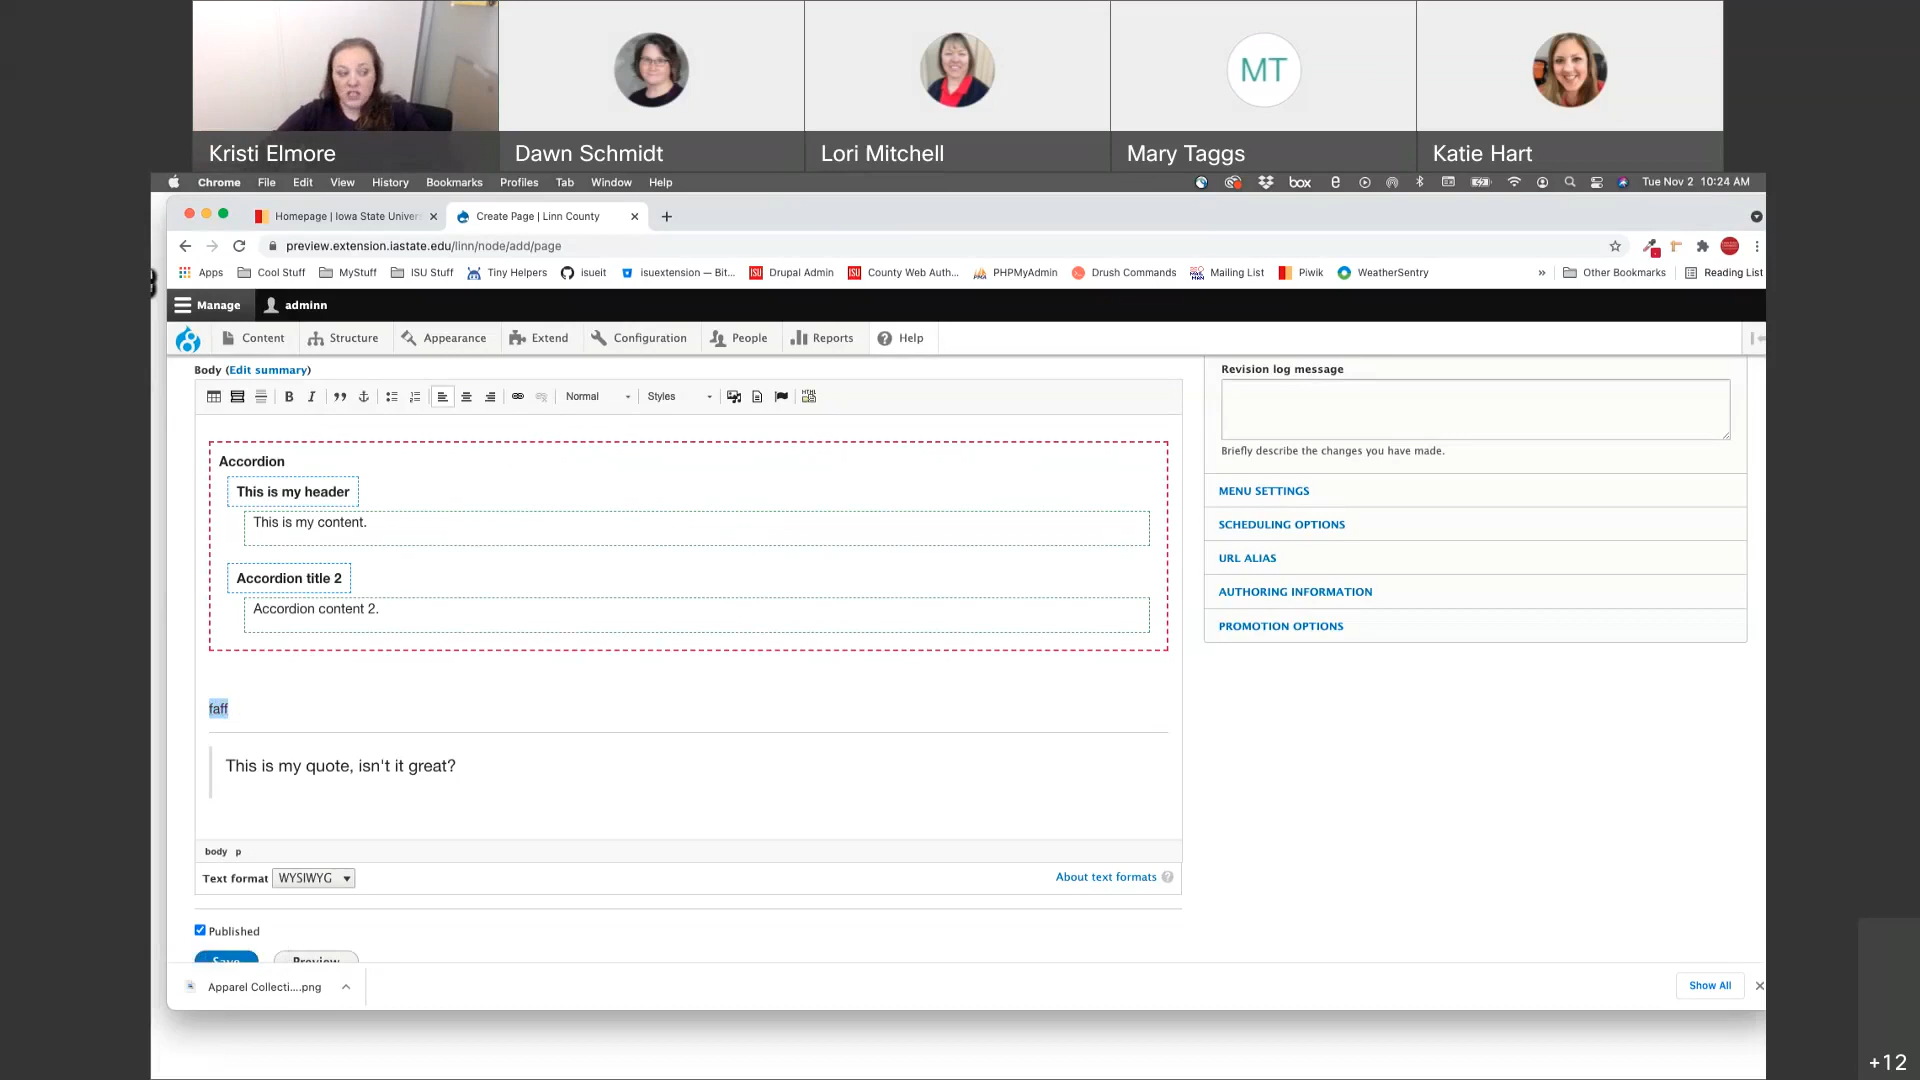 MT
Kristi Elmore
Dawn Schmidt
Lori Mitchell
Mary Taggs
Katie Hart
Chrome File Edit View History Bookmarks Profiles Tab Window Help
box
Tue Nov 2 10:24 AM
Homepage | Iowa State Univer
Create Page | Linn County
preview.extension.iastate.edu/linn/node/add/page
Apps Cool Stuff MyStuff ISU Stuff Tiny Helpers isueit isuextension — Bit... Drupal Admin County Web Auth... PHPMyAdmin Drush Commands Mailing List Piwik WeatherSentry » Other Bookmarks Reading List
Manage adminn
Content Structure Appearance Extend Configuration People Reports Help
Body (Edit summary)
Normal Styles
Accordion
This is my header
This is my content.
Accordion title 2
Accordion content 2.
faff
This is my quote, isn't it great?
body p
Text format WYSIWYG
About text formats
Published
Save Preview
Revision log message
Briefly describe the changes you have made.
MENU SETTINGS
SCHEDULING OPTIONS
URL ALIAS
AUTHORING INFORMATION
PROMOTION OPTIONS
Apparel Collecti....png
Show All
+12